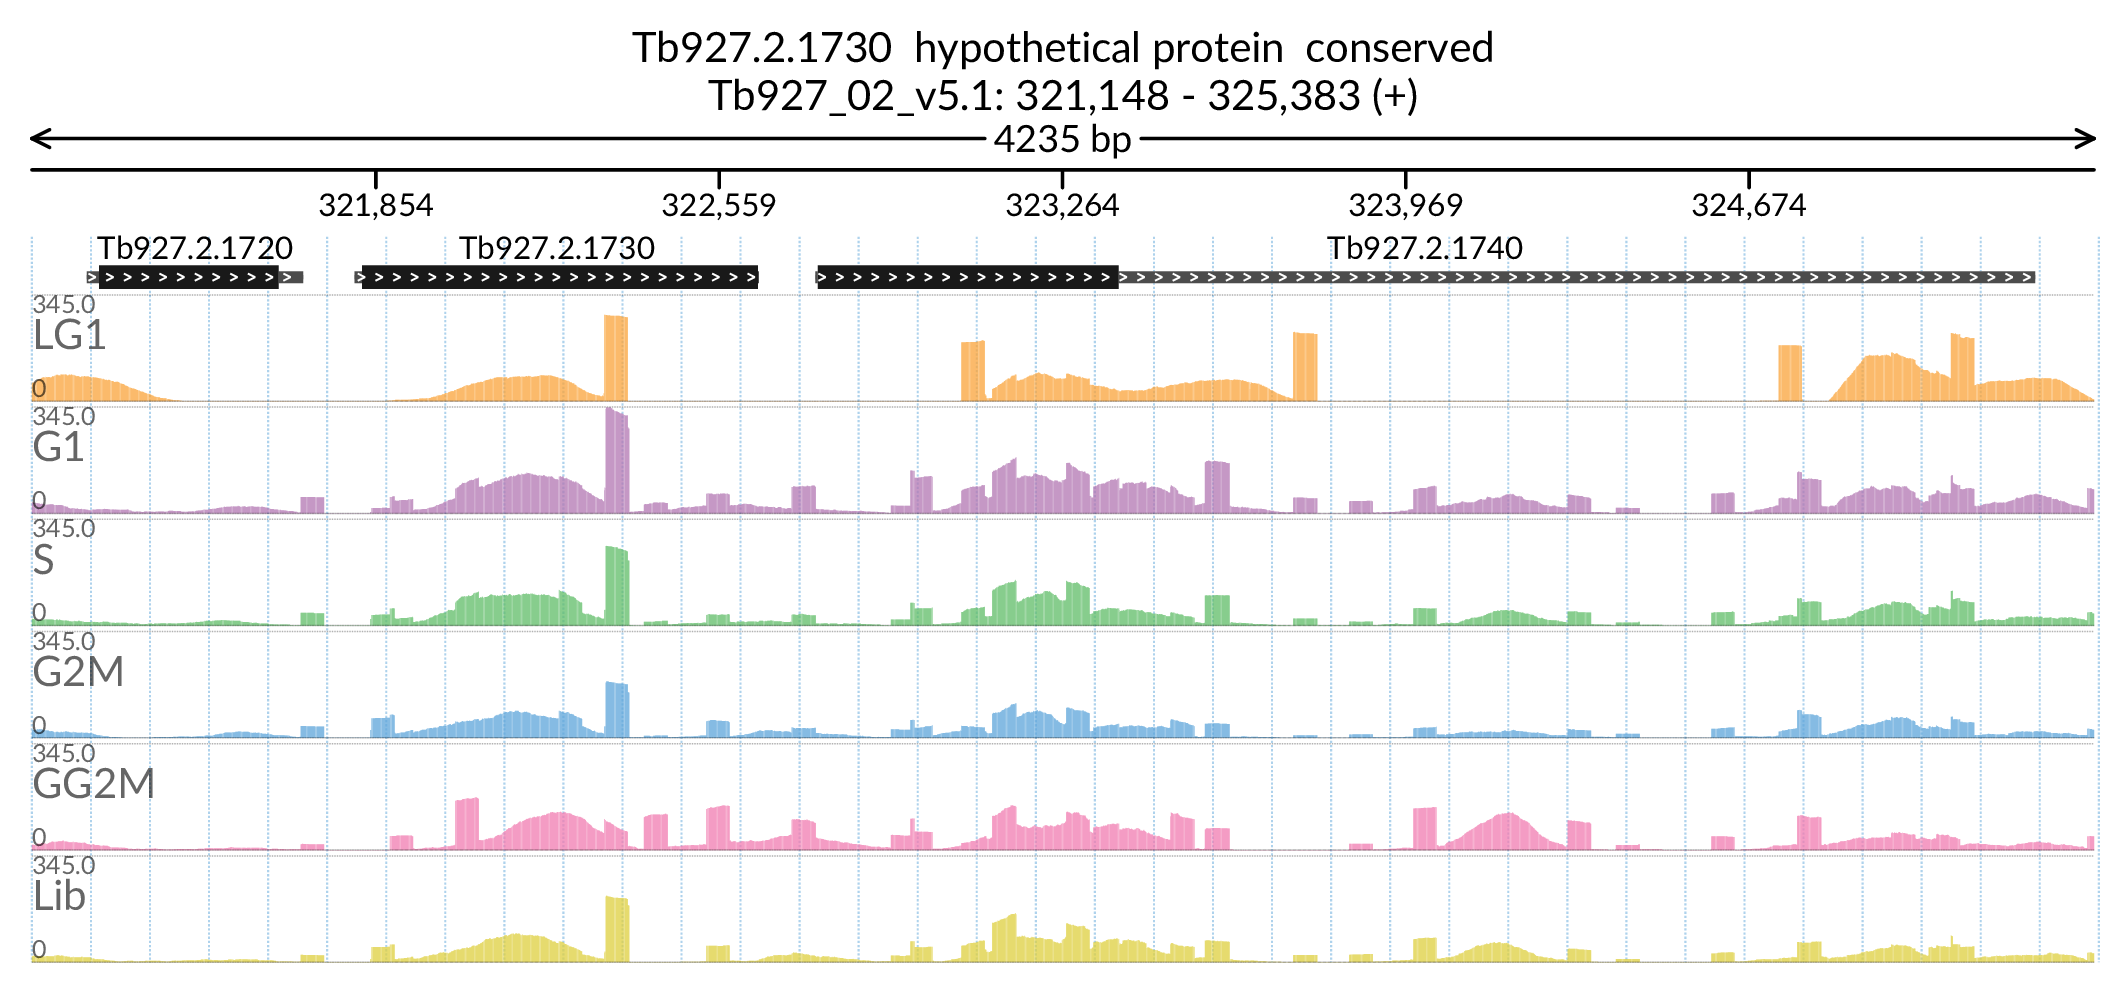 Tb927.2.1730 hypothetical protein conserved
Tb927_02_v5.1: 321,148 - 325,383 (+)
4235 bp
321,854 322,559 323,264 323,969 324,674
Tb927.2.1720 Tb927.2.1730 Tb927.2.1740
345.0
LG1
0
345.0
G1
0
345.0
S
0
345.0
G2M
0
345.0
GG2M
0
345.0
Lib
0